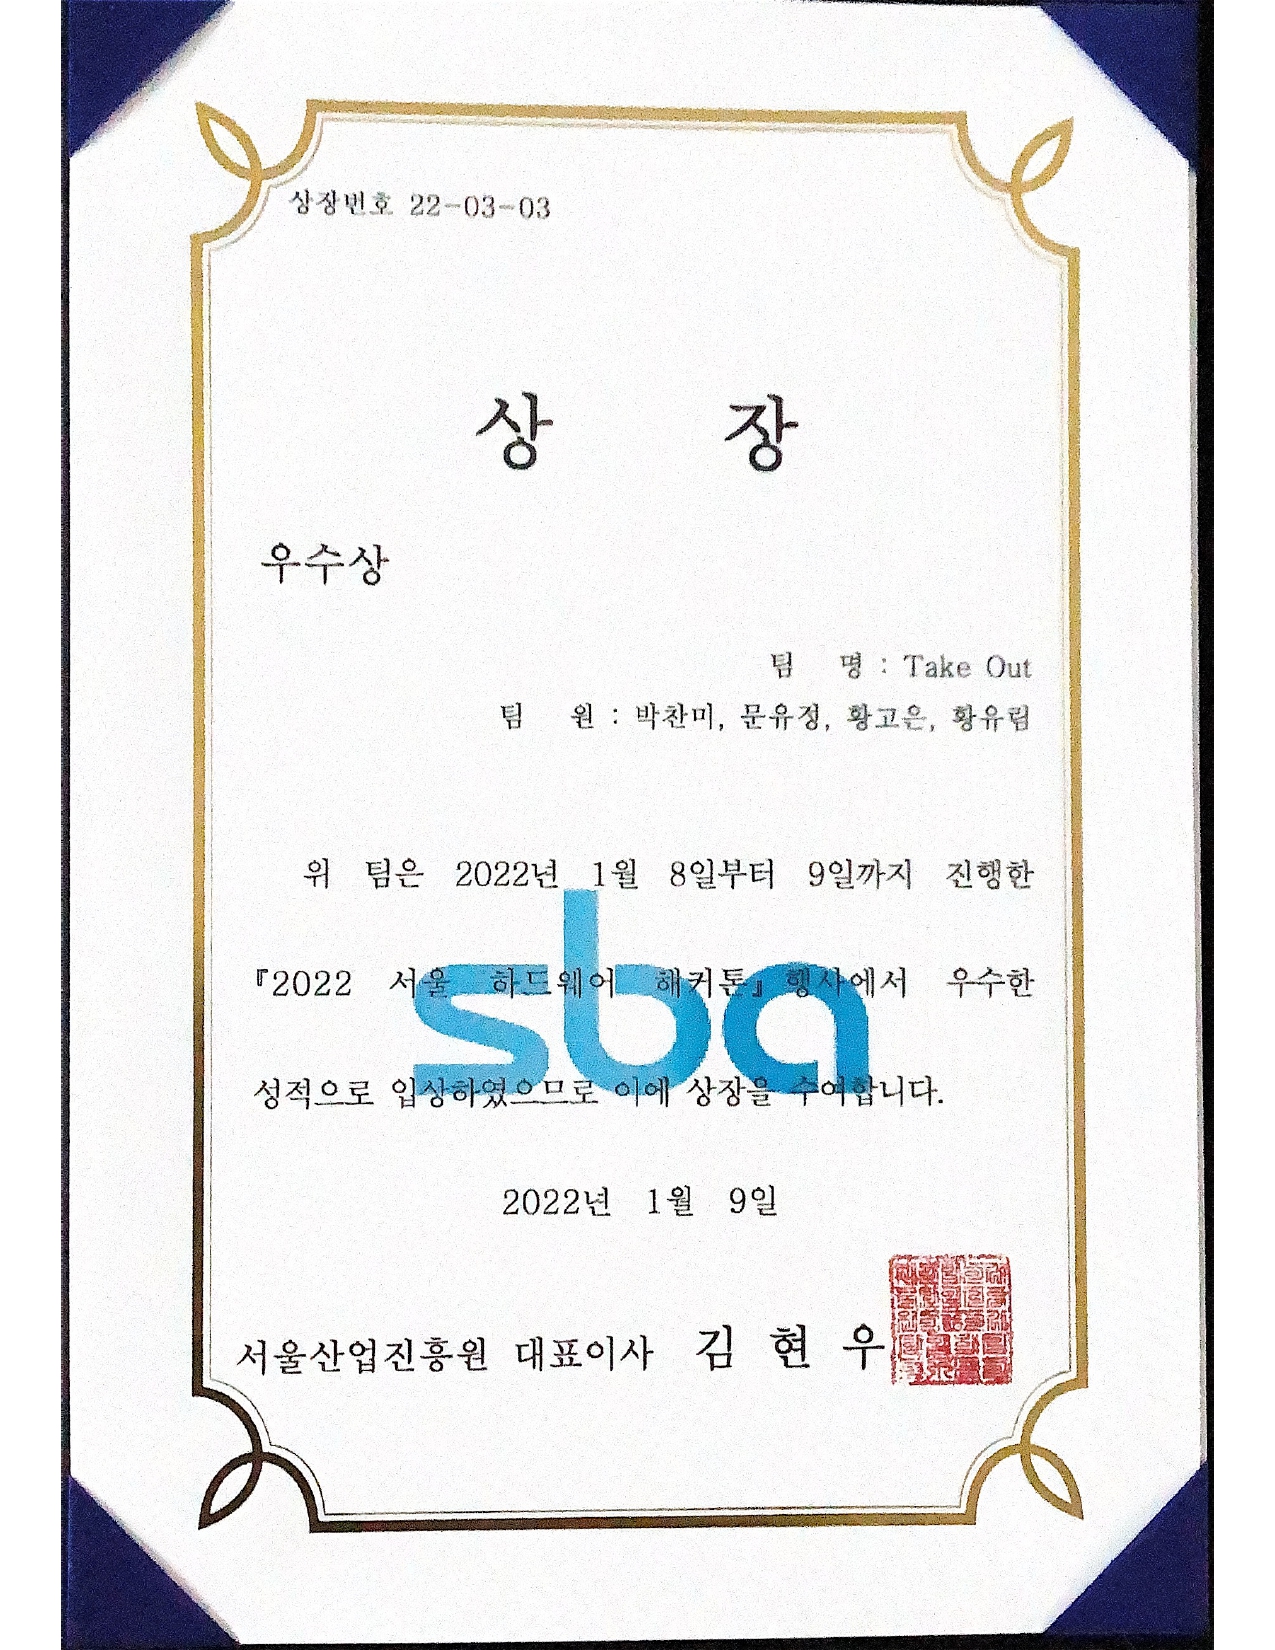 상장번호 22-03-03
상 장
우수상
팀 명 : Take Out
팀 원 : 박찬미, 문유정, 황고은, 황유림
위 팀은 2022년 1월 8일부터 9일까지 진행한
『2022 서울 하드웨어 해커톤』 행사에서 우수한
sba
성적으로 입상하였으므로 이에 상장을 수여합니다.
2022년 1월 9일
서울산업진흥원 대표이사 김 현 우